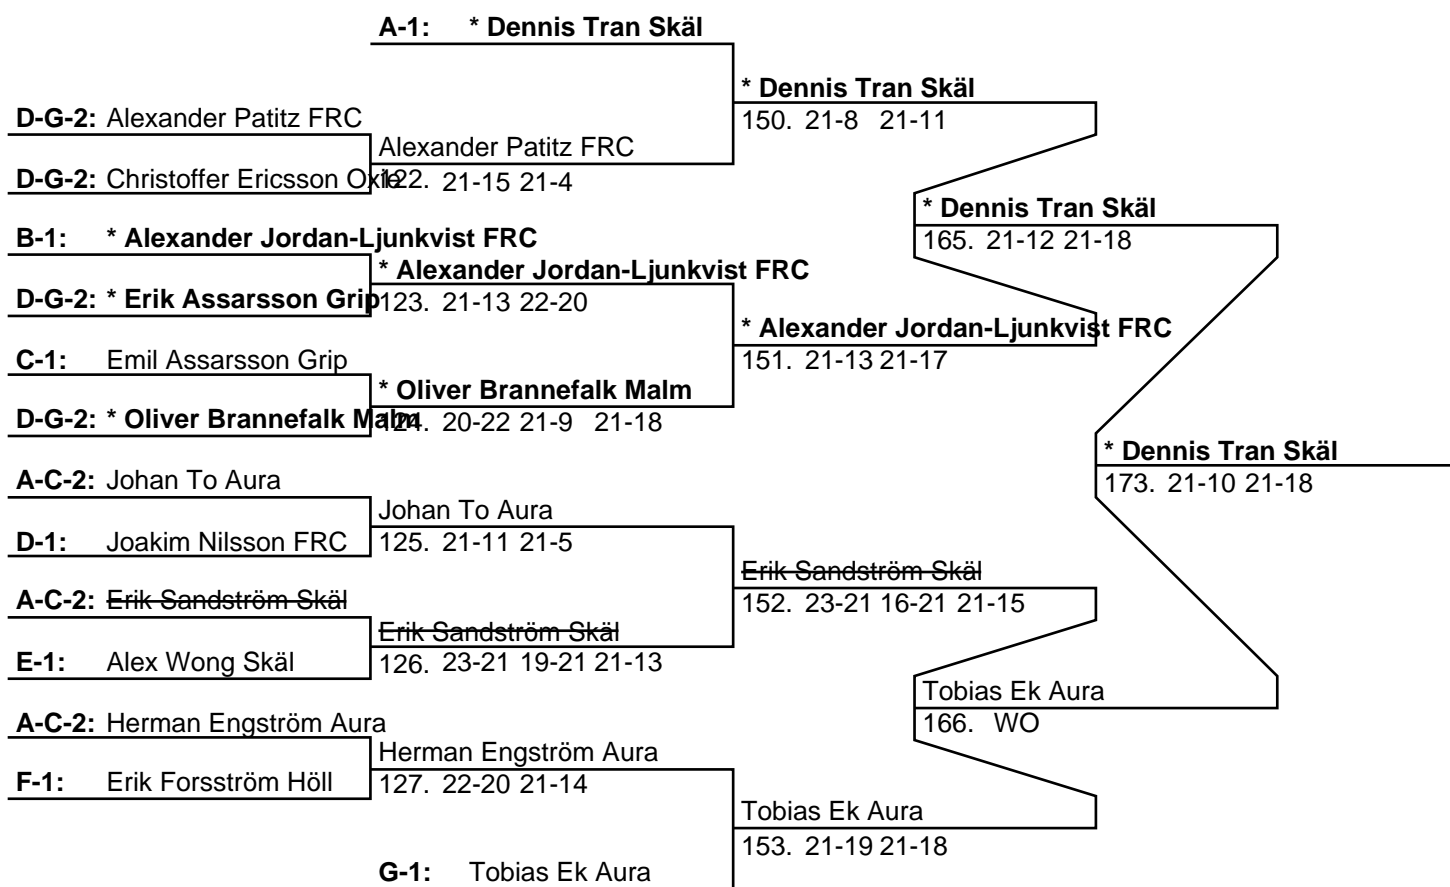 A-1: * Dennis Tran Skäl
* Dennis Tran Skäl
150. 21-8 21-11
D-G-2: Alexander Patitz FRC
Alexander Patitz FRC
D-G-2: Christoffer Ericsson Oxie
122. 21-15 21-4
* Dennis Tran Skäl
165. 21-12 21-18
B-1: * Alexander Jordan-Ljunkvist FRC
* Alexander Jordan-Ljunkvist FRC
D-G-2: * Erik Assarsson Grip
123. 21-13 22-20
* Alexander Jordan-Ljunkvist FRC
151. 21-13 21-17
C-1: Emil Assarsson Grip
* Oliver Brannefalk Malm
D-G-2: * Oliver Brannefalk Malm
124. 20-22 21-9 21-18
* Dennis Tran Skäl
173. 21-10 21-18
A-C-2: Johan To Aura
Johan To Aura
D-1: Joakim Nilsson FRC
125. 21-11 21-5
Erik Sandström Skäl
152. 23-21 16-21 21-15
A-C-2: Erik Sandström Skäl
Erik Sandström Skäl
E-1: Alex Wong Skäl
126. 23-21 19-21 21-13
Tobias Ek Aura
166. WO
A-C-2: Herman Engström Aura
Herman Engström Aura
F-1: Erik Forsström Höll
127. 22-20 21-14
Tobias Ek Aura
153. 21-19 21-18
G-1: Tobias Ek Aura